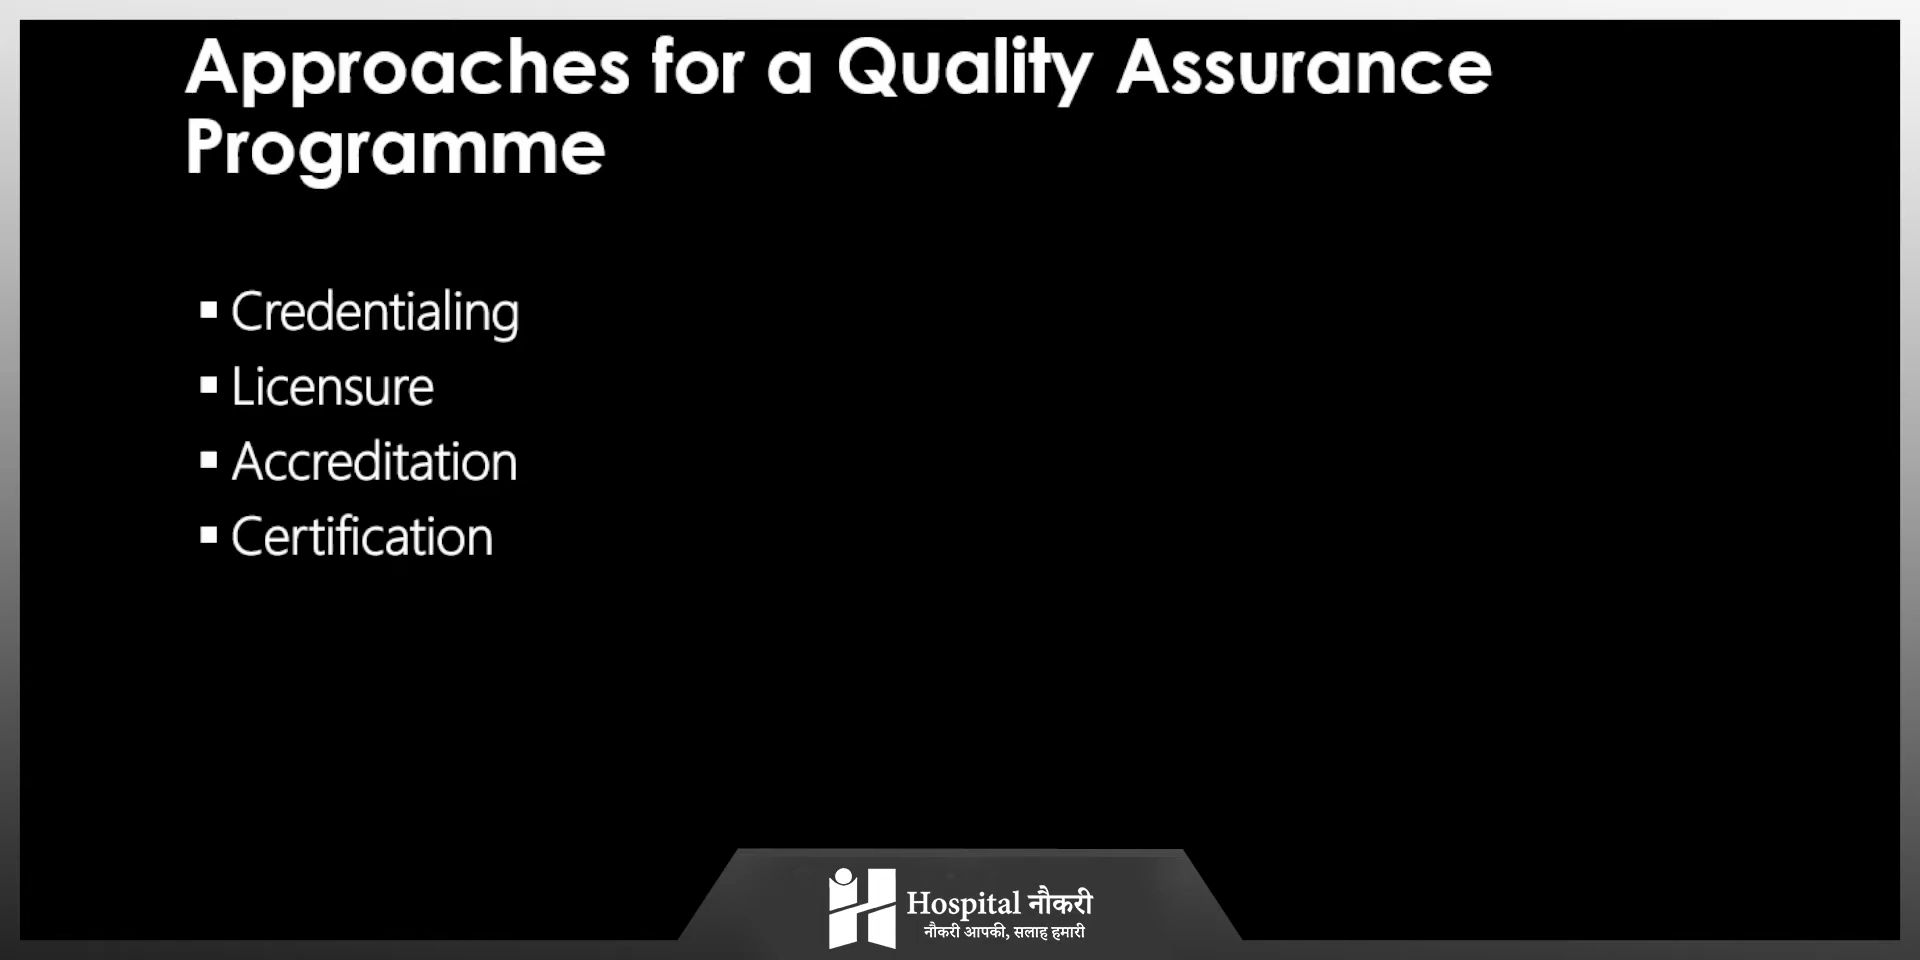 Approaches for a Quality Assurance
Programme
▪ Credentialing
▪ Licensure
▪ Accreditation
▪ Certification
Hospital नौकरी
नौकरी आपकी, सलाह हमारी